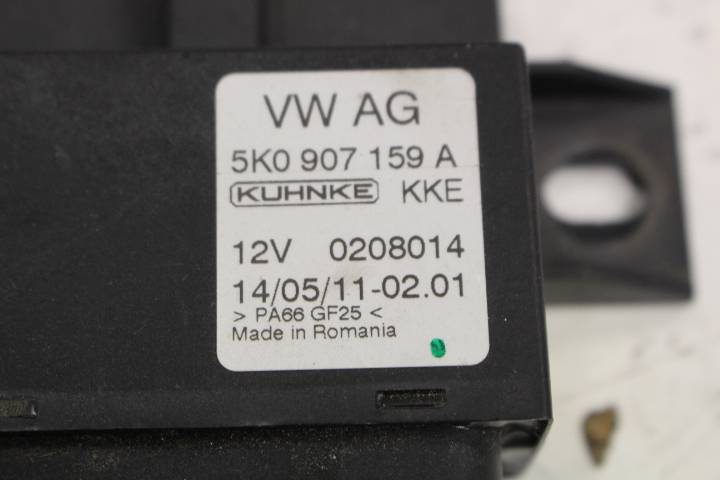 VW AG
5K0 907 159 A
KUHNKE KKE
12V 0208014
14/05/11-02.01
> PA66 GF25 <
Made in Romania